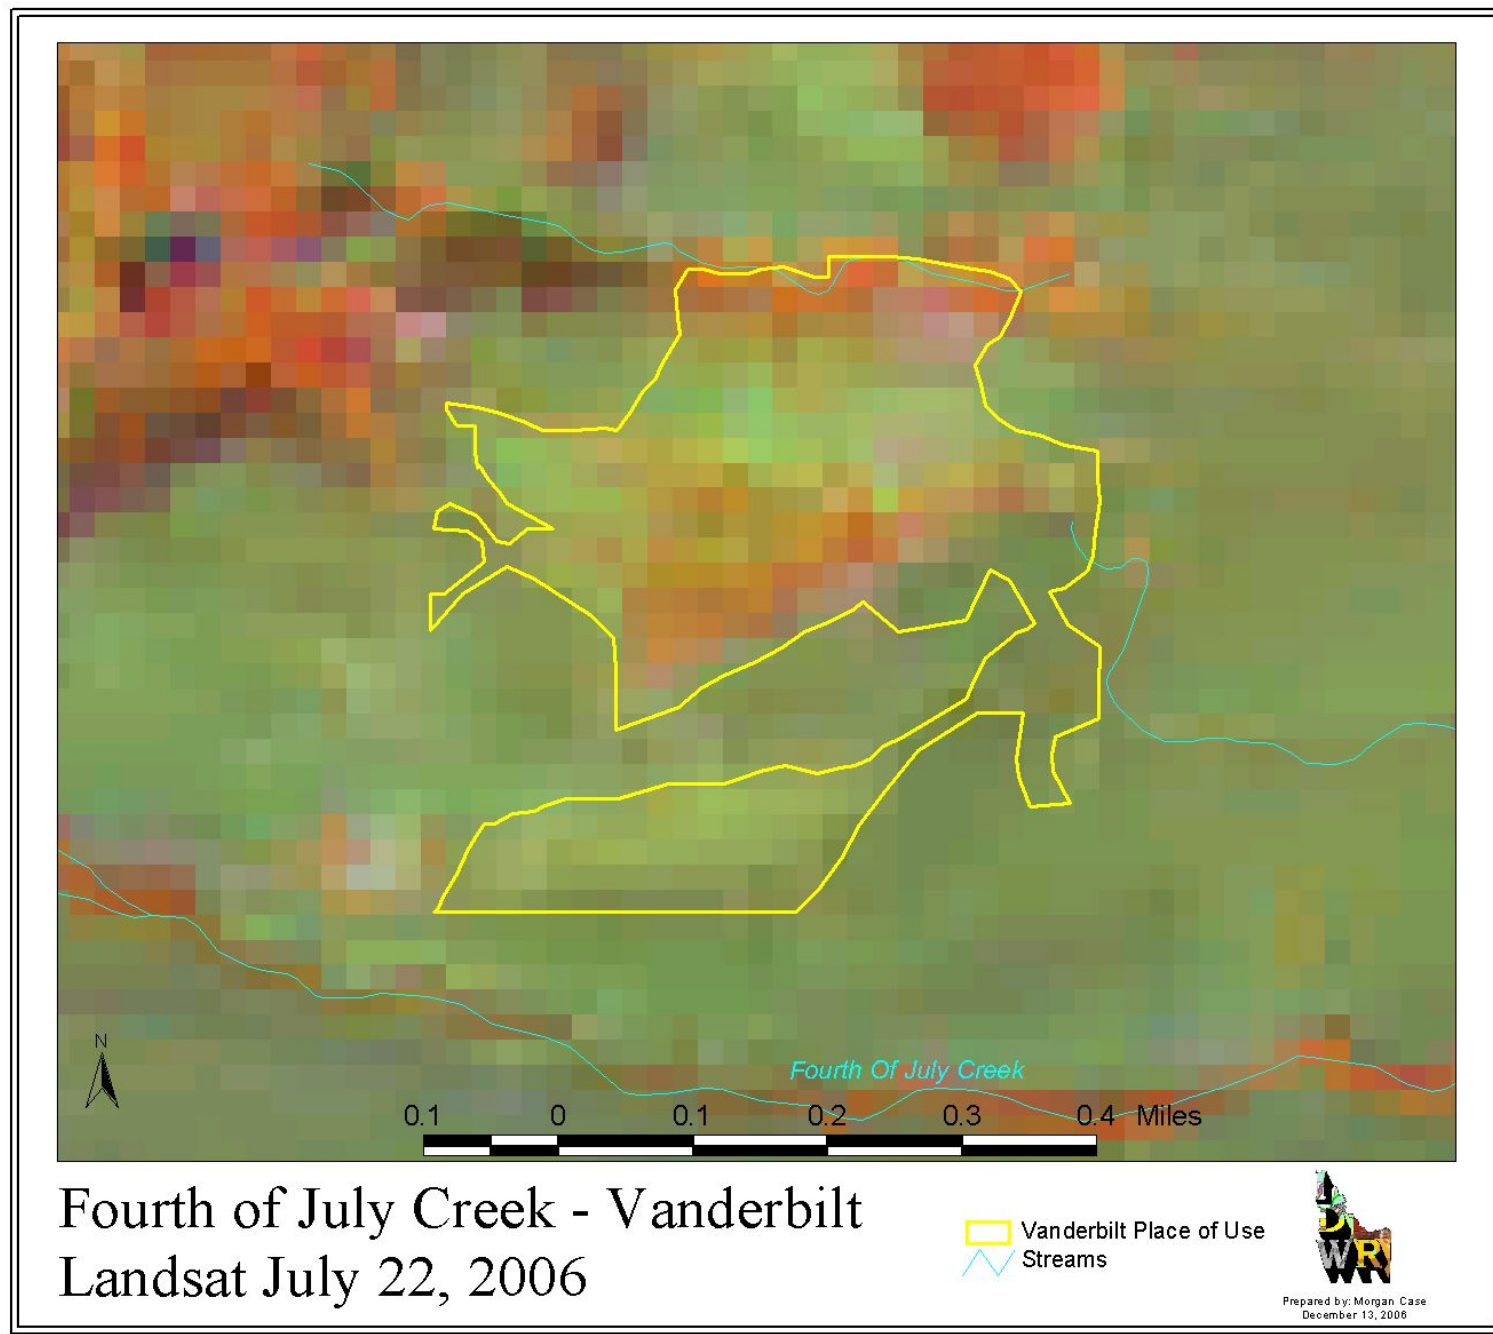 N
Fourth Of July Creek
0.1 0 0.1 0.2 0.3 0.4 Miles
Fourth of July Creek - Vanderbilt
Landsat July 22, 2006
Vanderbilt Place of Use
Streams
IDWR
Prepared by: Morgan Case
December 13, 2006